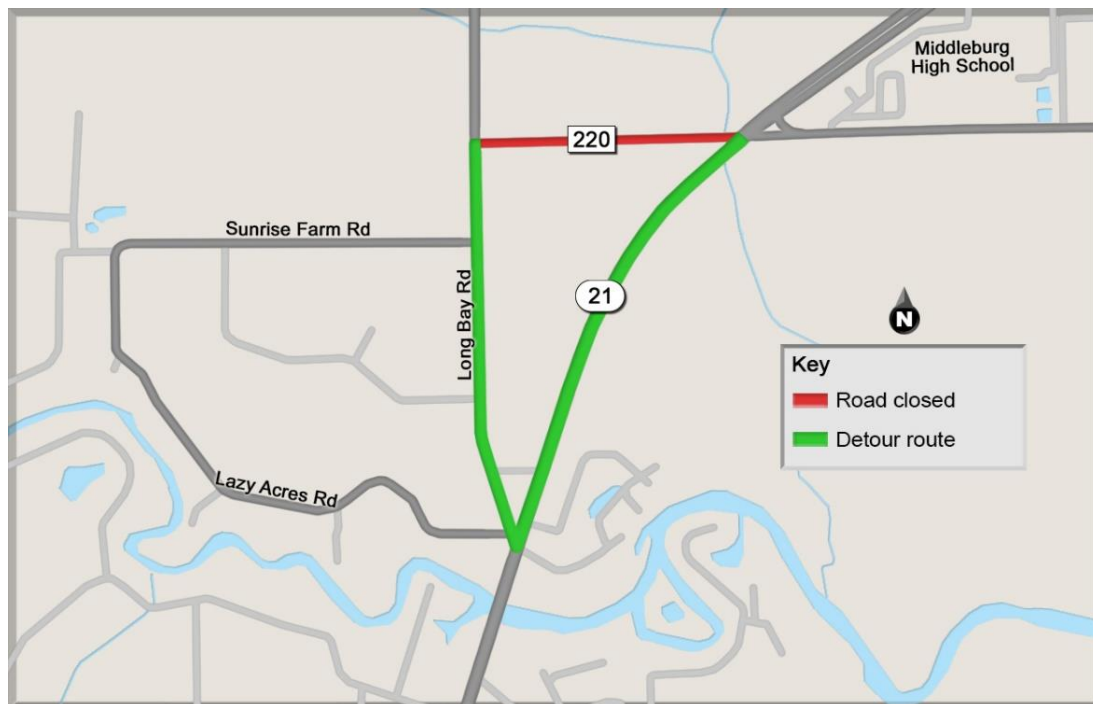 Middleburg
High School
220
Sunrise Farm Rd
Long Bay Rd
21
N
Key
Road closed
Detour route
Lazy Acres Rd